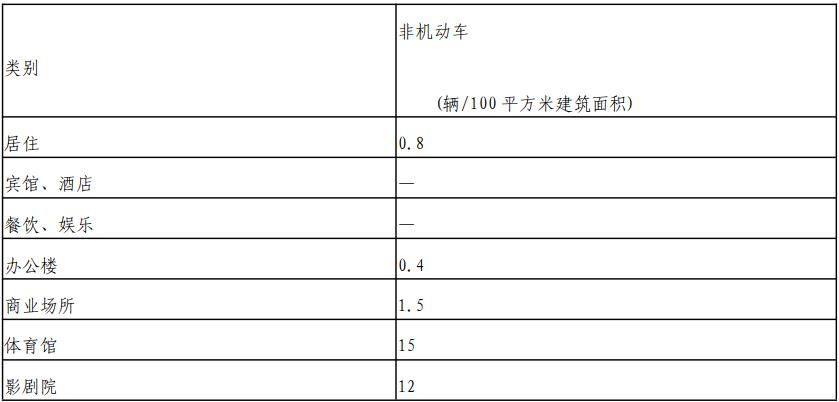 类别
非机动车
(辆/100 平方米建筑面积)
居住 0.8
宾馆、酒店 —
餐饮、娱乐 —
办公楼 0.4
商业场所 1.5
体育馆 15
影剧院 12